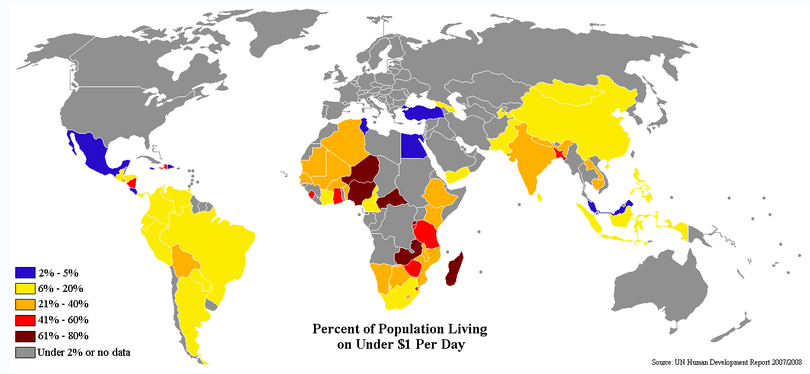 2% - 5%
6% - 20%
21% - 40%
41% - 60%
61% - 80%
Under 2% or no data
Percent of Population Living
on Under $1 Per Day
Source: UN Human Development Report 2007/2008